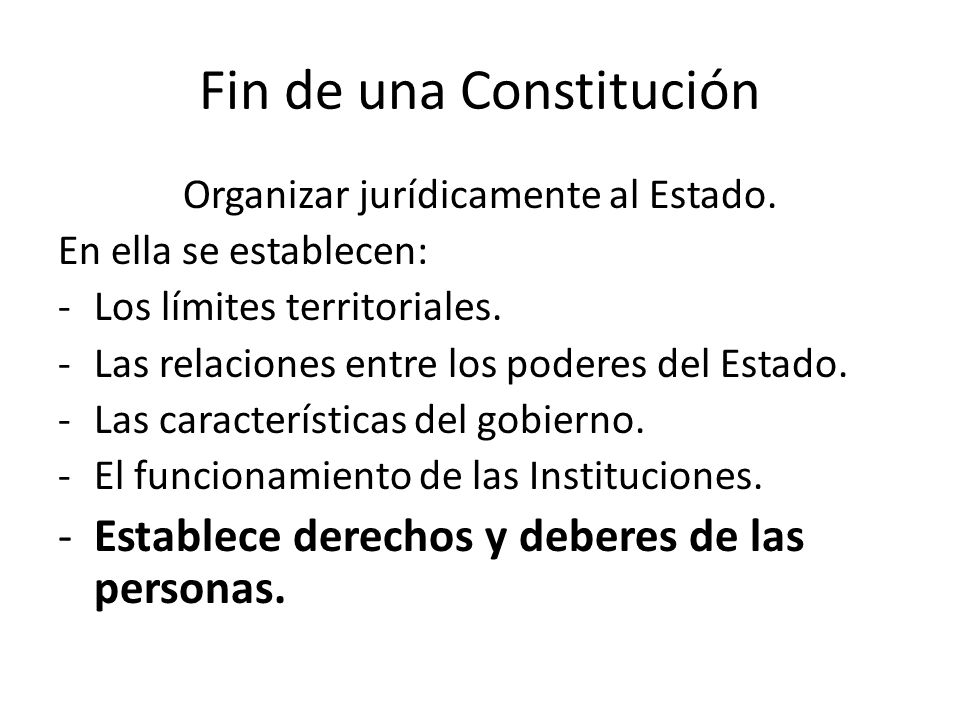 Fin de una Constitución
Organizar jurídicamente al Estado.
En ella se establecen:
- Los límites territoriales.
- Las relaciones entre los poderes del Estado.
- Las características del gobierno.
- El funcionamiento de las Instituciones.
- Establece derechos y deberes de las
personas.